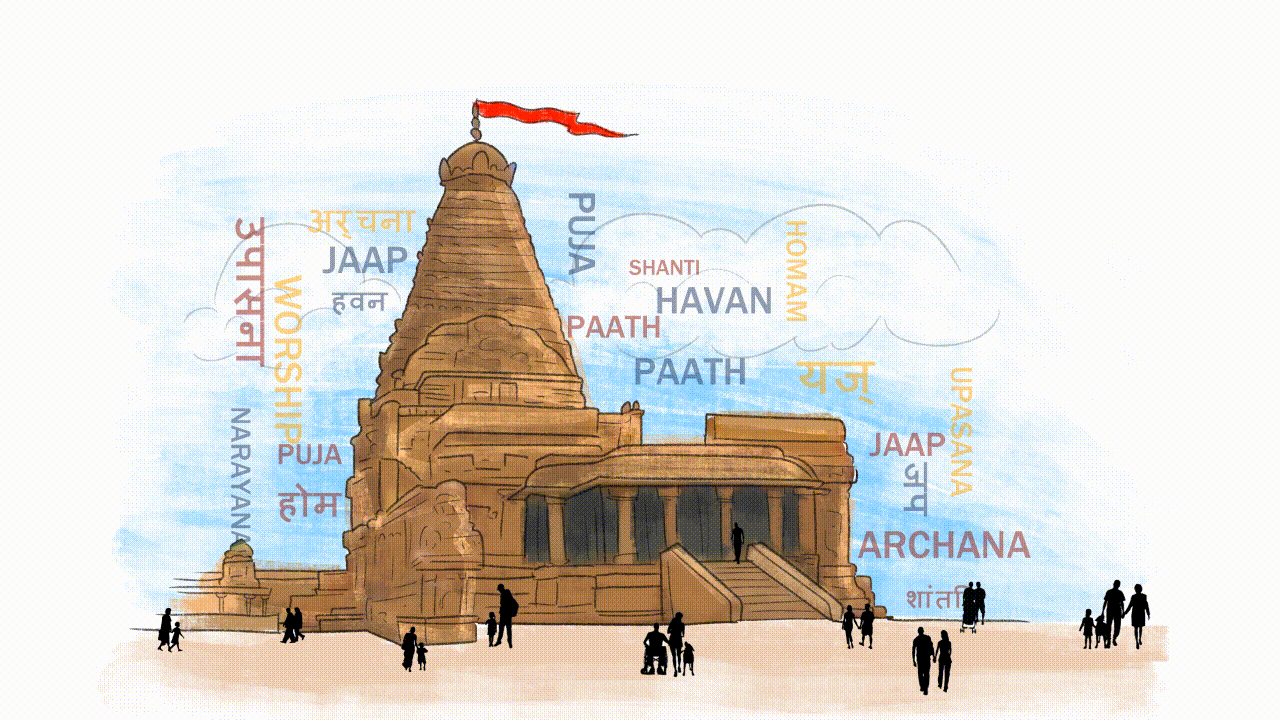 उपासना
अर्चना
JAAP
हवन
WORSHIP
NARAYANA
PUJA
होम
PUJA
SHANTI
HAVAN
HOMAM
PAATH
PAATH
यज्
UPASANA
JAAP
जप
ARCHANA